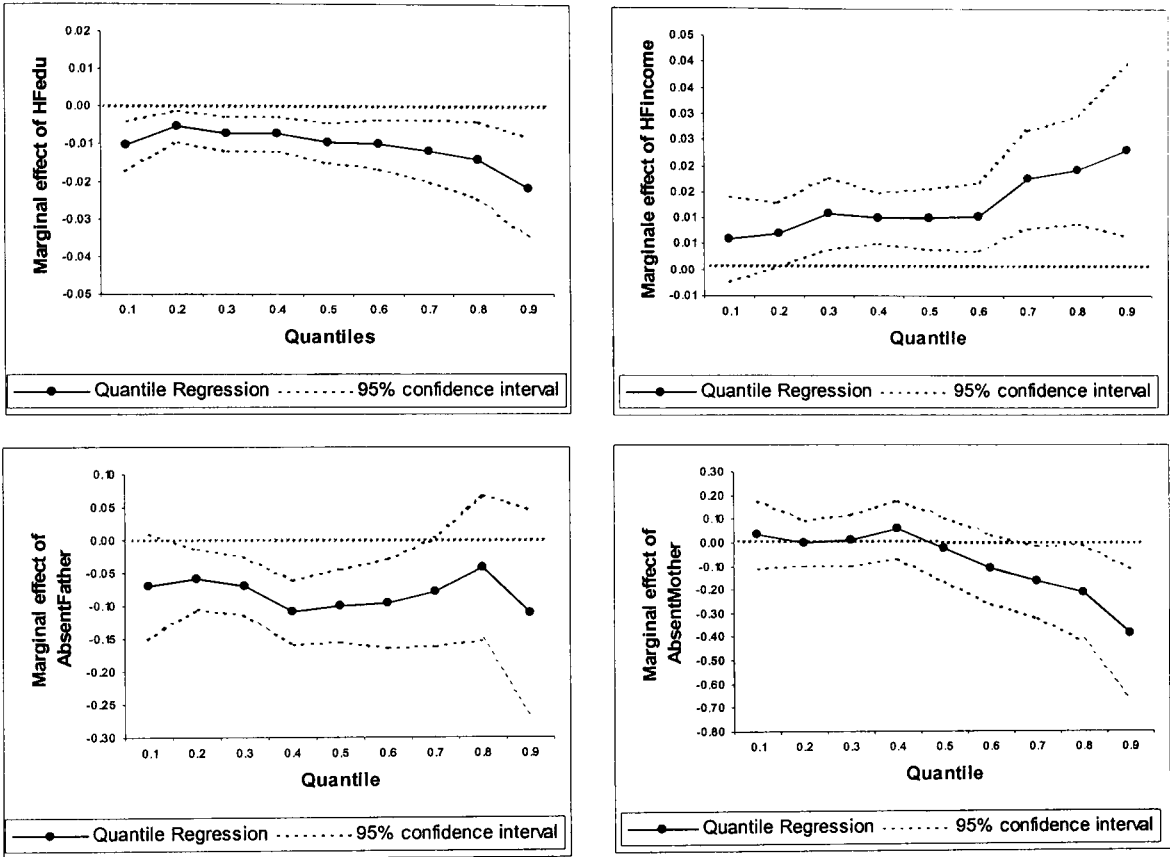 Marginal effect of HFedu
0.02
0.01
0.00
-0.01
-0.02
-0.03
-0.04
-0.05
0.1 0.2 0.3 0.4 0.5 0.6 0.7 0.8 0.9
Quantiles
Quantile Regression 95% confidence interval
Marginale effect of HFincome
0.05
0.04
0.04
0.03
0.03
0.02
0.02
0.01
0.01
0.00
-0.01
0.1 0.2 0.3 0.4 0.5 0.6 0.7 0.8 0.9
Quantile
Quantile Regression 95% confidence interval
Marginal effect of
AbsentFather
0.10
0.05
0.00
-0.05
-0.10
-0.15
-0.20
-0.25
-0.30
0.1 0.2 0.3 0.4 0.5 0.6 0.7 0.8 0.9
Quantile
Quantile Regression 95% confidence interval
Marginal effect of
AbsentMother
0.30
0.20
0.10
0.00
-0.10
-0.20
-0.30
-0.40
-0.50
-0.60
-0.70
-0.80
0.1 0.2 0.3 0.4 0.5 0.6 0.7 0.8 0.9
Quantile
Quantile Regression 95% confidence interval